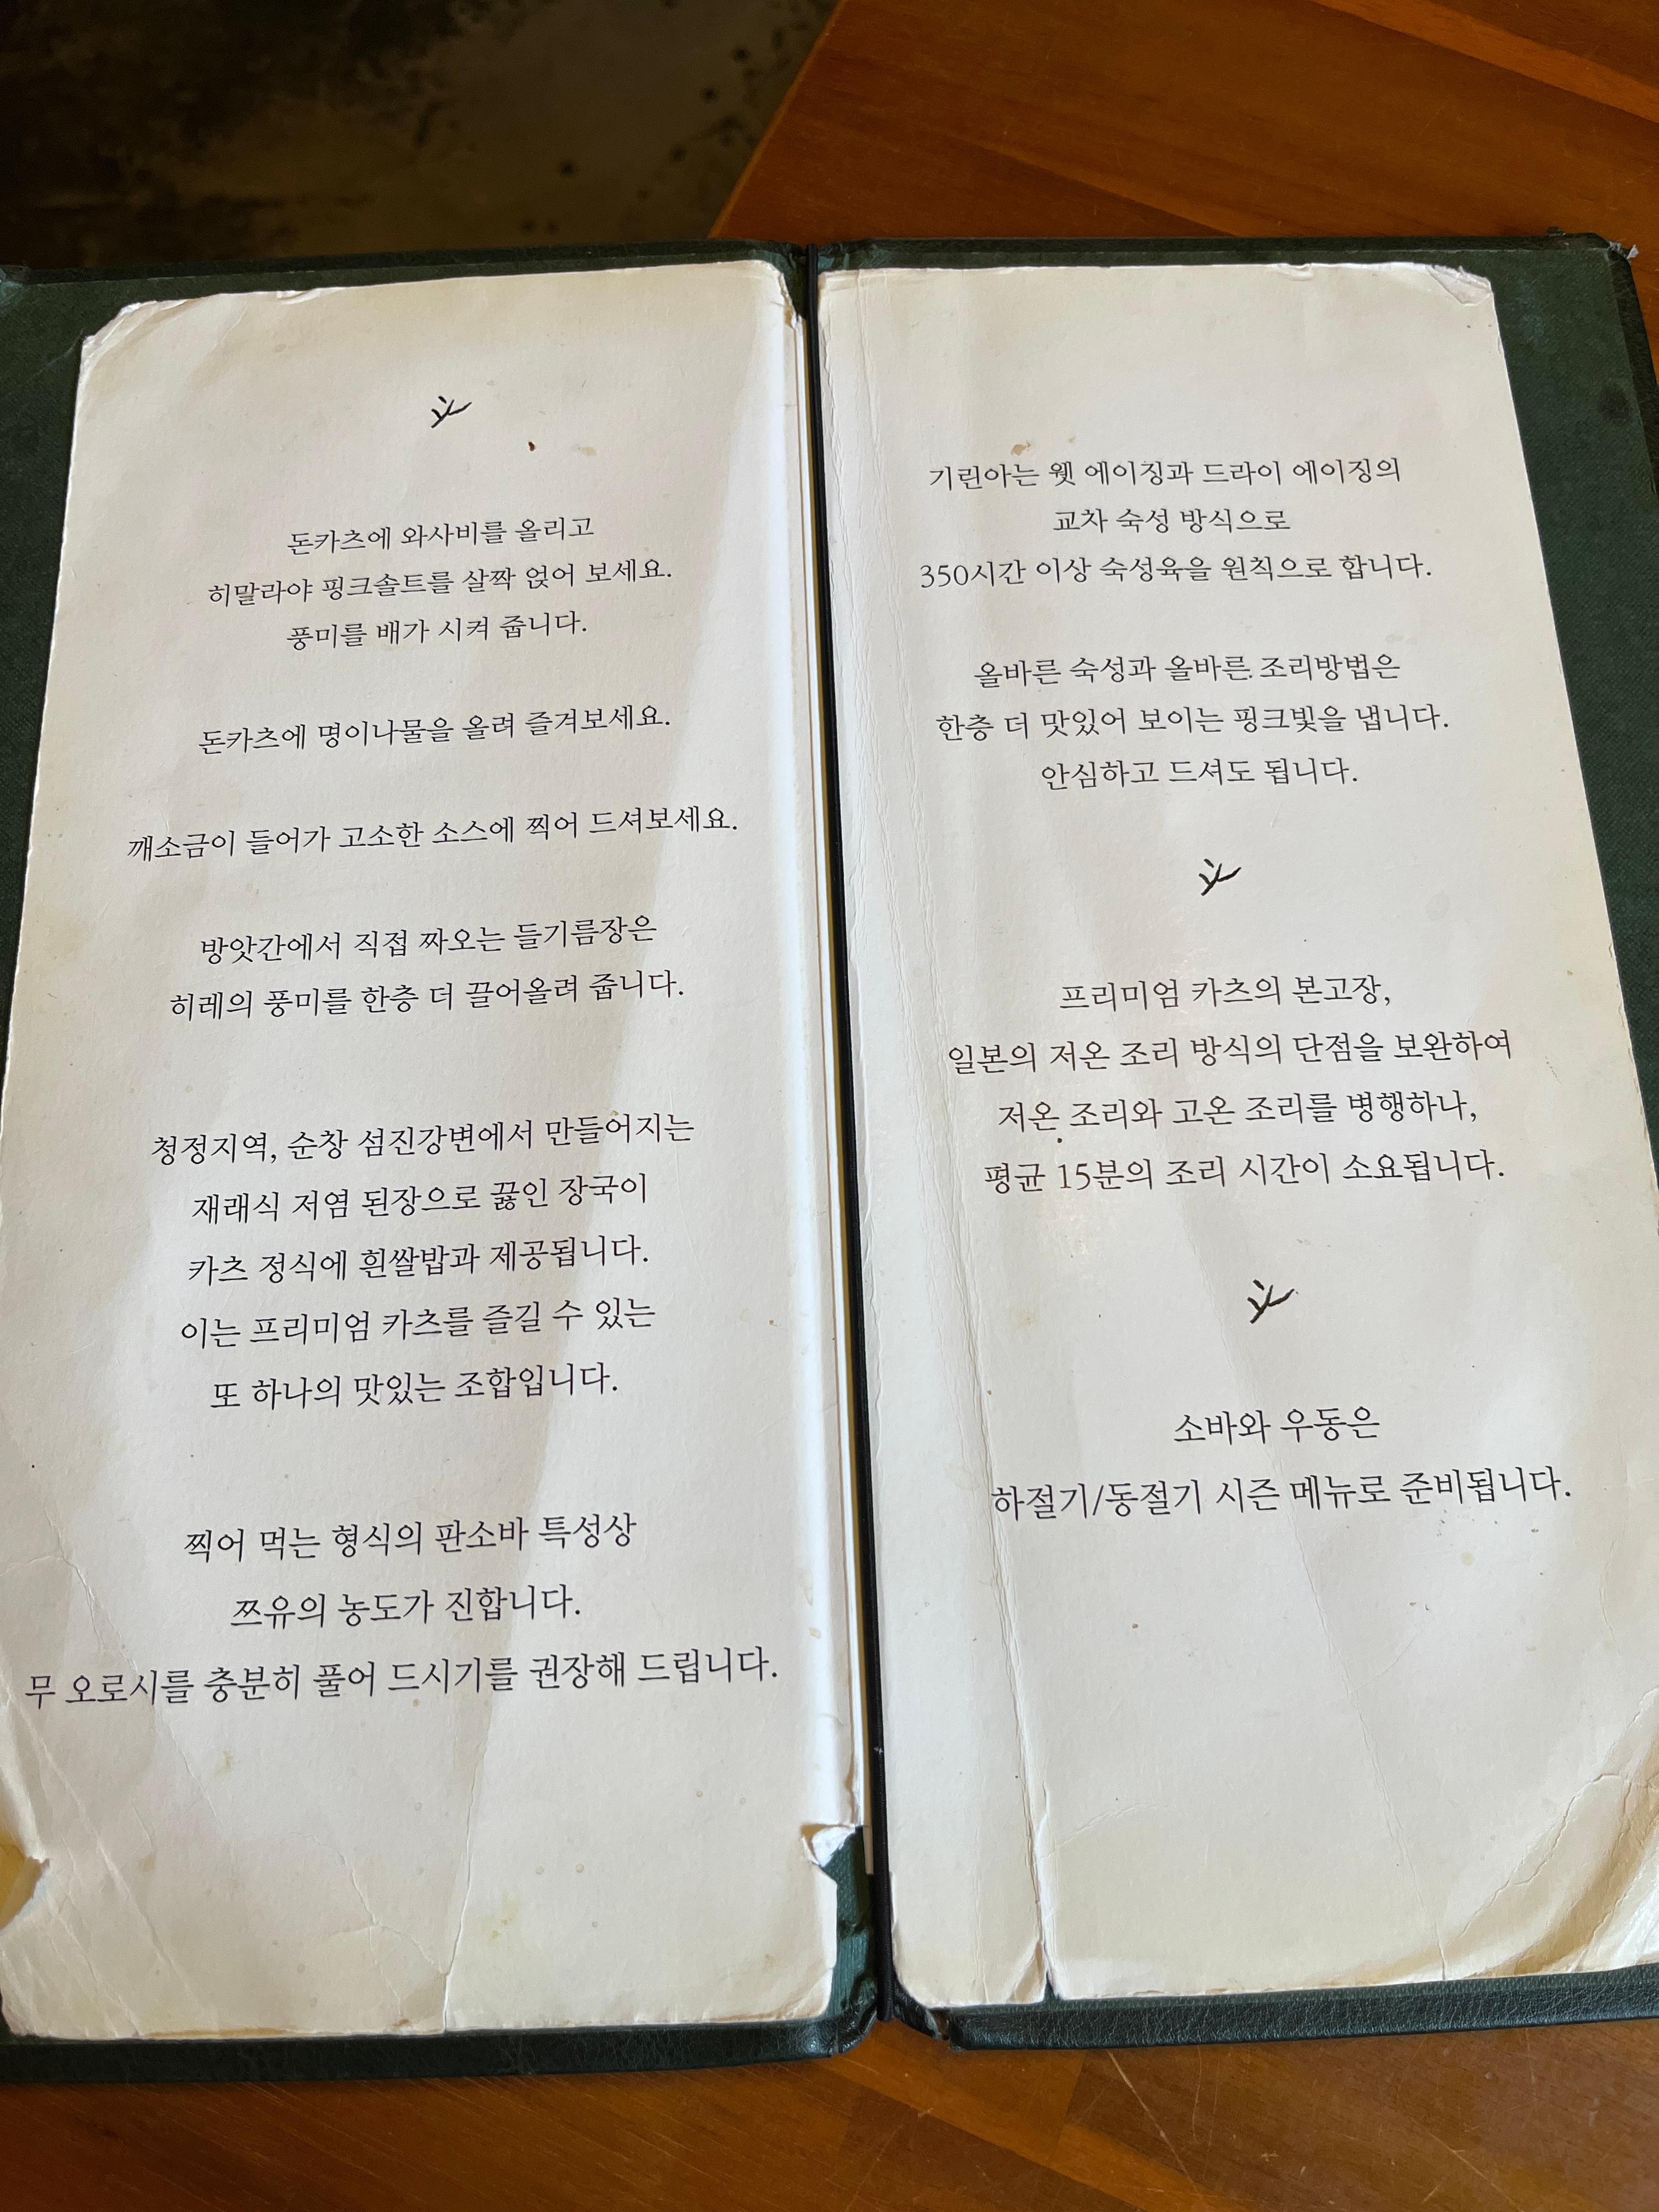 돈카츠에 와사비를 올리고
히말라야 핑크솔트를 살짝 얹어 보세요.
풍미를 배가 시켜 줍니다.
돈카츠에 명이나물을 올려 즐겨보세요.
깨소금이 들어가 고소한 소스에 찍어 드셔보세요.
방앗간에서 직접 짜오는 들기름장은
히레의 풍미를 한층 더 끌어올려 줍니다.
청정지역, 순창 섬진강변에서 만들어지는
재래식 저염 된장으로 끓인 장국이
카츠 정식에 흰쌀밥과 제공됩니다.
이는 프리미엄 카츠를 즐길 수 있는
또 하나의 맛있는 조합입니다.
찍어 먹는 형식의 판소바 특성상
쯔유의 농도가 진합니다.
무 오로시를 충분히 풀어 드시기를 권장해 드립니다.
기린아는 웻 에이징과 드라이 에이징의
교차 숙성 방식으로
350시간 이상 숙성육을 원칙으로 합니다.
올바른 숙성과 올바른 조리방법은
한층 더 맛있어 보이는 핑크빛을 냅니다.
안심하고 드셔도 됩니다.
프리미엄 카츠의 본고장,
일본의 저온 조리 방식의 단점을 보완하여
저온 조리와 고온 조리를 병행하나,
평균 15분의 조리 시간이 소요됩니다.
소바와 우동은
하절기/동절기 시즌 메뉴로 준비됩니다.